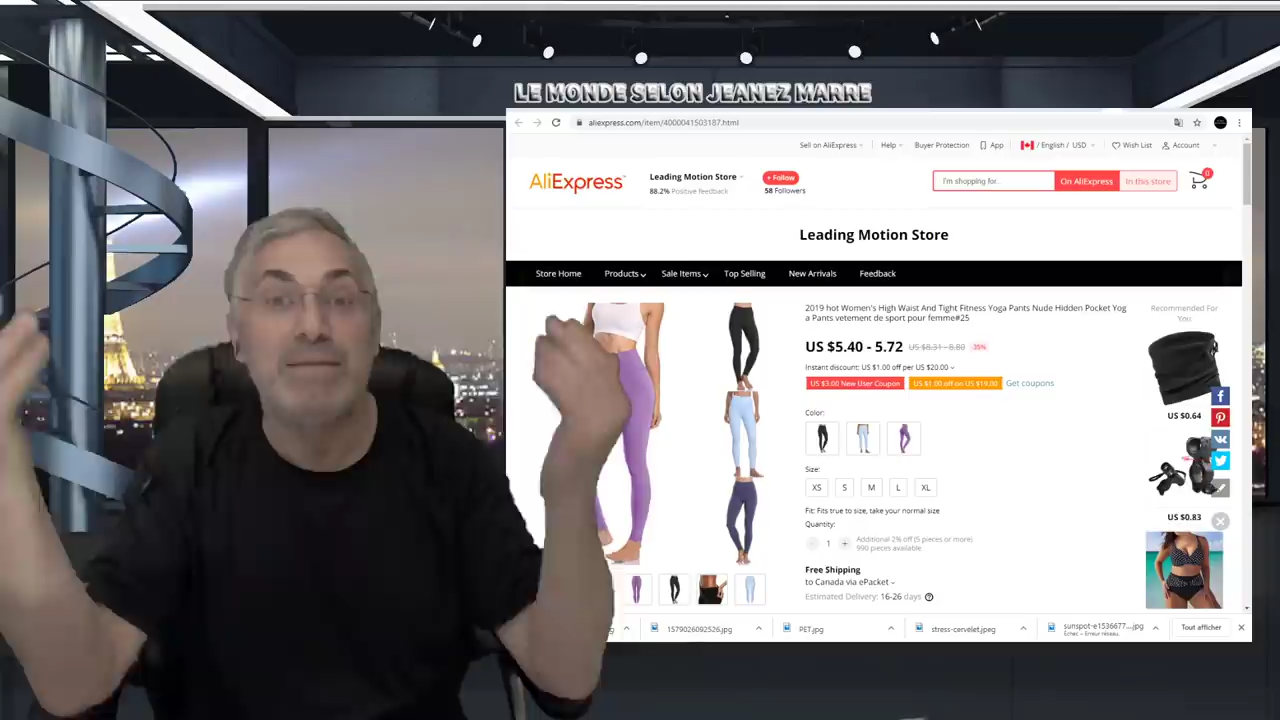 LE MONDE SELON JEANEZ MARRE
aliexpress.com/item/4000041503187.html
Sell on AliExpress
Help
Buyer Protection
App
/ English / USD
Wish List
Account
AliExpress
Leading Motion Store
88.2% Positive feedback
+ Follow
58 Followers
I'm shopping for...
On AliExpress
In this store
0
Leading Motion Store
Store Home
Products
Sale Items
Top Selling
New Arrivals
Feedback
2019 hot Women's High Waist And Tight Fitness Yoga Pants Nude Hidden Pocket Yog
a Pants vetement de sport pour femme#25
US $5.40 - 5.72
US $8.31 - 8.80
-35%
Instant discount: US $1.00 off per US $20.00
US $3.00 New User Coupon
US $1.00 off on US $19.00
Get coupons
Color:
Size:
XS
S
M
L
XL
Fit: Fits true to size, take your normal size
Quantity:
- 1 +
Additional 2% off (5 pieces or more)
990 pieces available
Free Shipping
to Canada via ePacket
Estimated Delivery: 16-26 days
Recommended For
You:
US $0.64
US $0.83
1579026092526.jpg
PET.jpg
stress-cervelet.jpeg
sunspot-e1536677....jpg
Échec – Erreur réseau.
Tout afficher